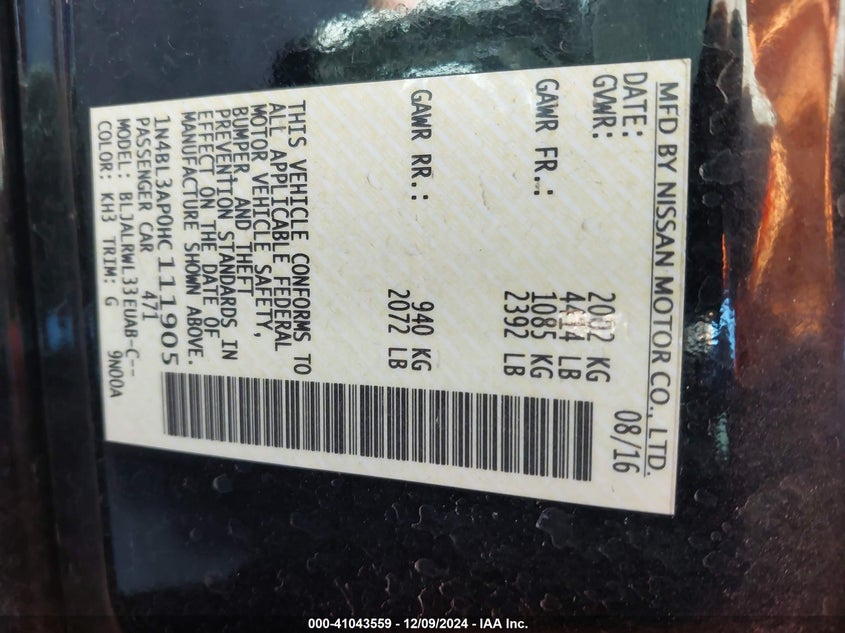 MFD BY NISSAN MOTOR CO., LTD.
DATE: 08/16
GVWR: 2002 KG
LB
GAWR FR.: 1085 KG
2392 LB
GAWR RR.: 940 KG
2072 LB
THIS VEHICLE CONFORMS TO
ALL APPLICABLE FEDERAL
MOTOR VEHICLE SAFETY,
BUMPER, AND THEFT
PREVENTION STANDARDS IN
EFFECT ON THE DATE OF
MANUFACTURE SHOWN ABOVE.
1N4BL3AP0HC111905
PASSENGER CAR 471
MODEL: BLJALRWL33EUAB-C--
COLOR: KH3 TRIM: G 9N00A
000-41043559 - 12/09/2024 - IAA Inc.